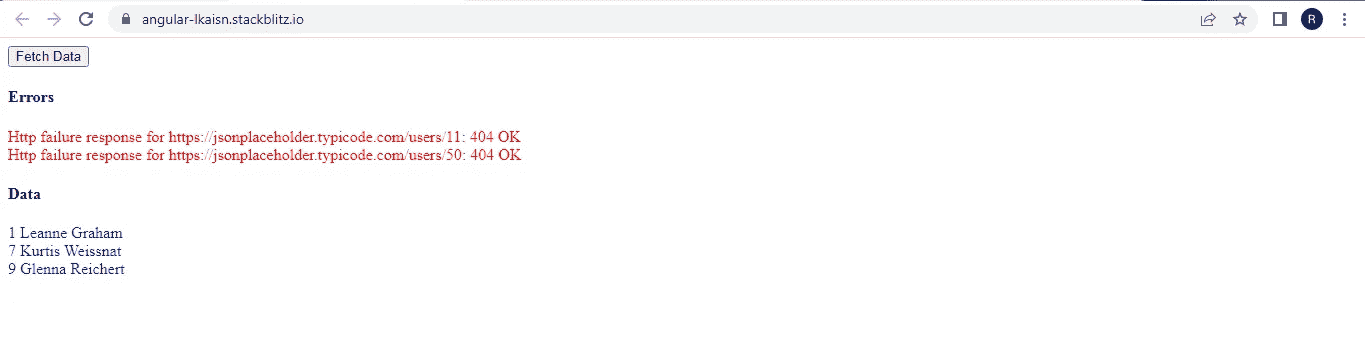 angular-lkaisn.stackblitz.io
R
Fetch Data
Errors
Http failure response for https://jsonplaceholder.typicode.com/users/11: 404 OK
Http failure response for https://jsonplaceholder.typicode.com/users/50: 404 OK
Data
1 Leanne Graham
7 Kurtis Weissnat
9 Glenna Reichert